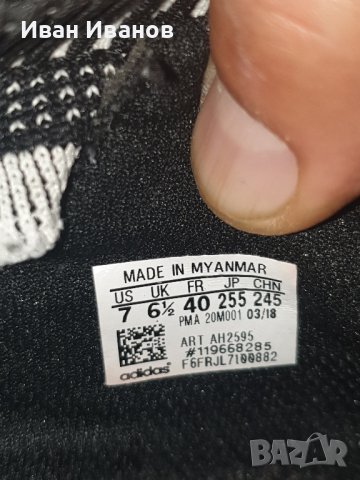 Иван Иванов
MADE IN MYANMAR
US UK FR JP CHN
7 6½ 40 255 245
PMA 20M001 03/18
ART AH2595
#119668285
F6FRJL7100882
adidas
BAZAR